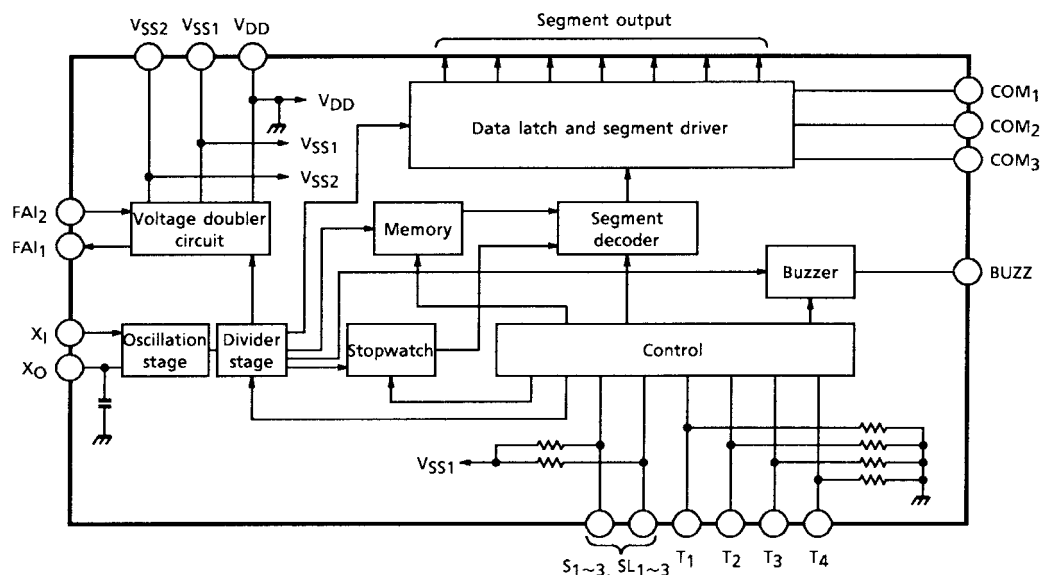 Segment output
VSS2 VSS1 VDD
VDD
VSS1
VSS2
Data latch and segment driver
COM1
COM2
COM3
FAI2
FAI1
Voltage doubler
circuit
Memory
Segment
decoder
Buzzer
BUZZ
XI
XO
Oscillation
stage
Divider
stage
Stopwatch
Control
VSS1
S1~3, SL1~3
T1 T2 T3 T4